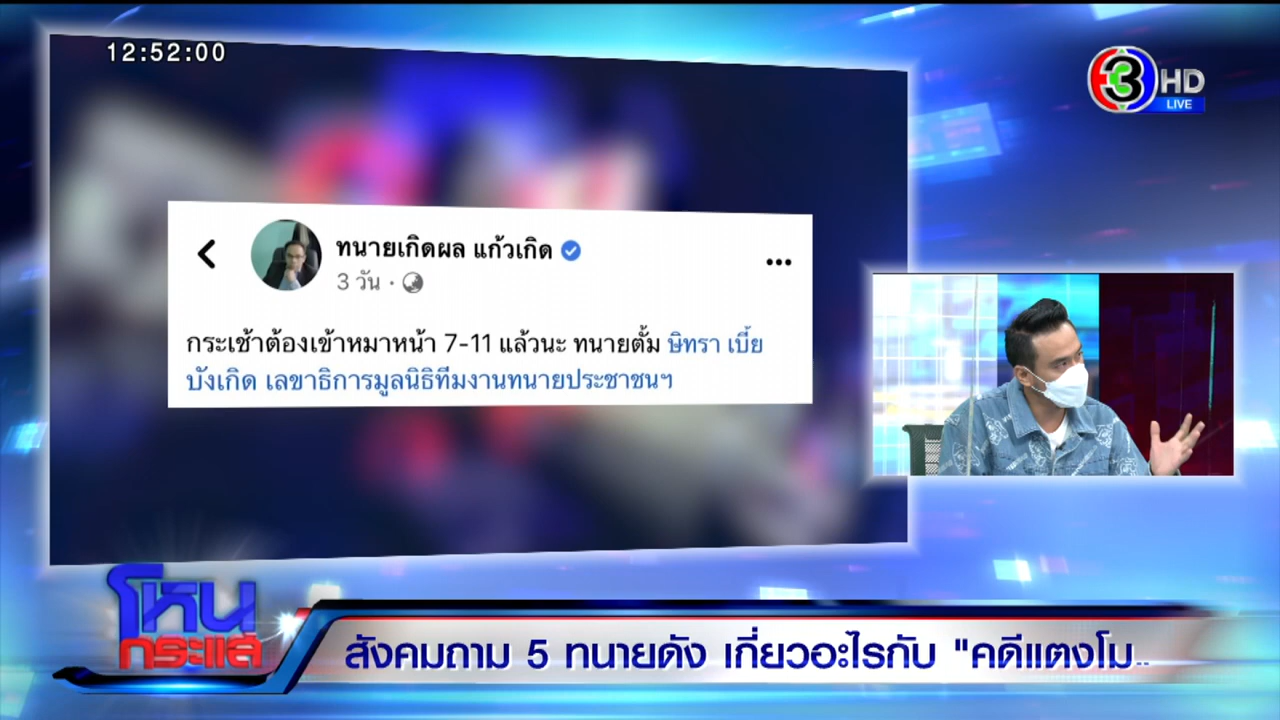 12:52:00
3 HD
LIVE
ทนายเกิดผล แก้วเกิด
3 วัน ·
กระเช้าต้องเข้าหมาหน้า 7-11 แล้วนะ ทนายตั้ม ษิทรา เบี้ย
บังเกิด เลขาธิการมูลนิธิทีมงานทนายประชาชนฯ
โหนกระแส
สังคมถาม 5 ทนายดัง เกี่ยวอะไรกับ "คดีแตงโม..